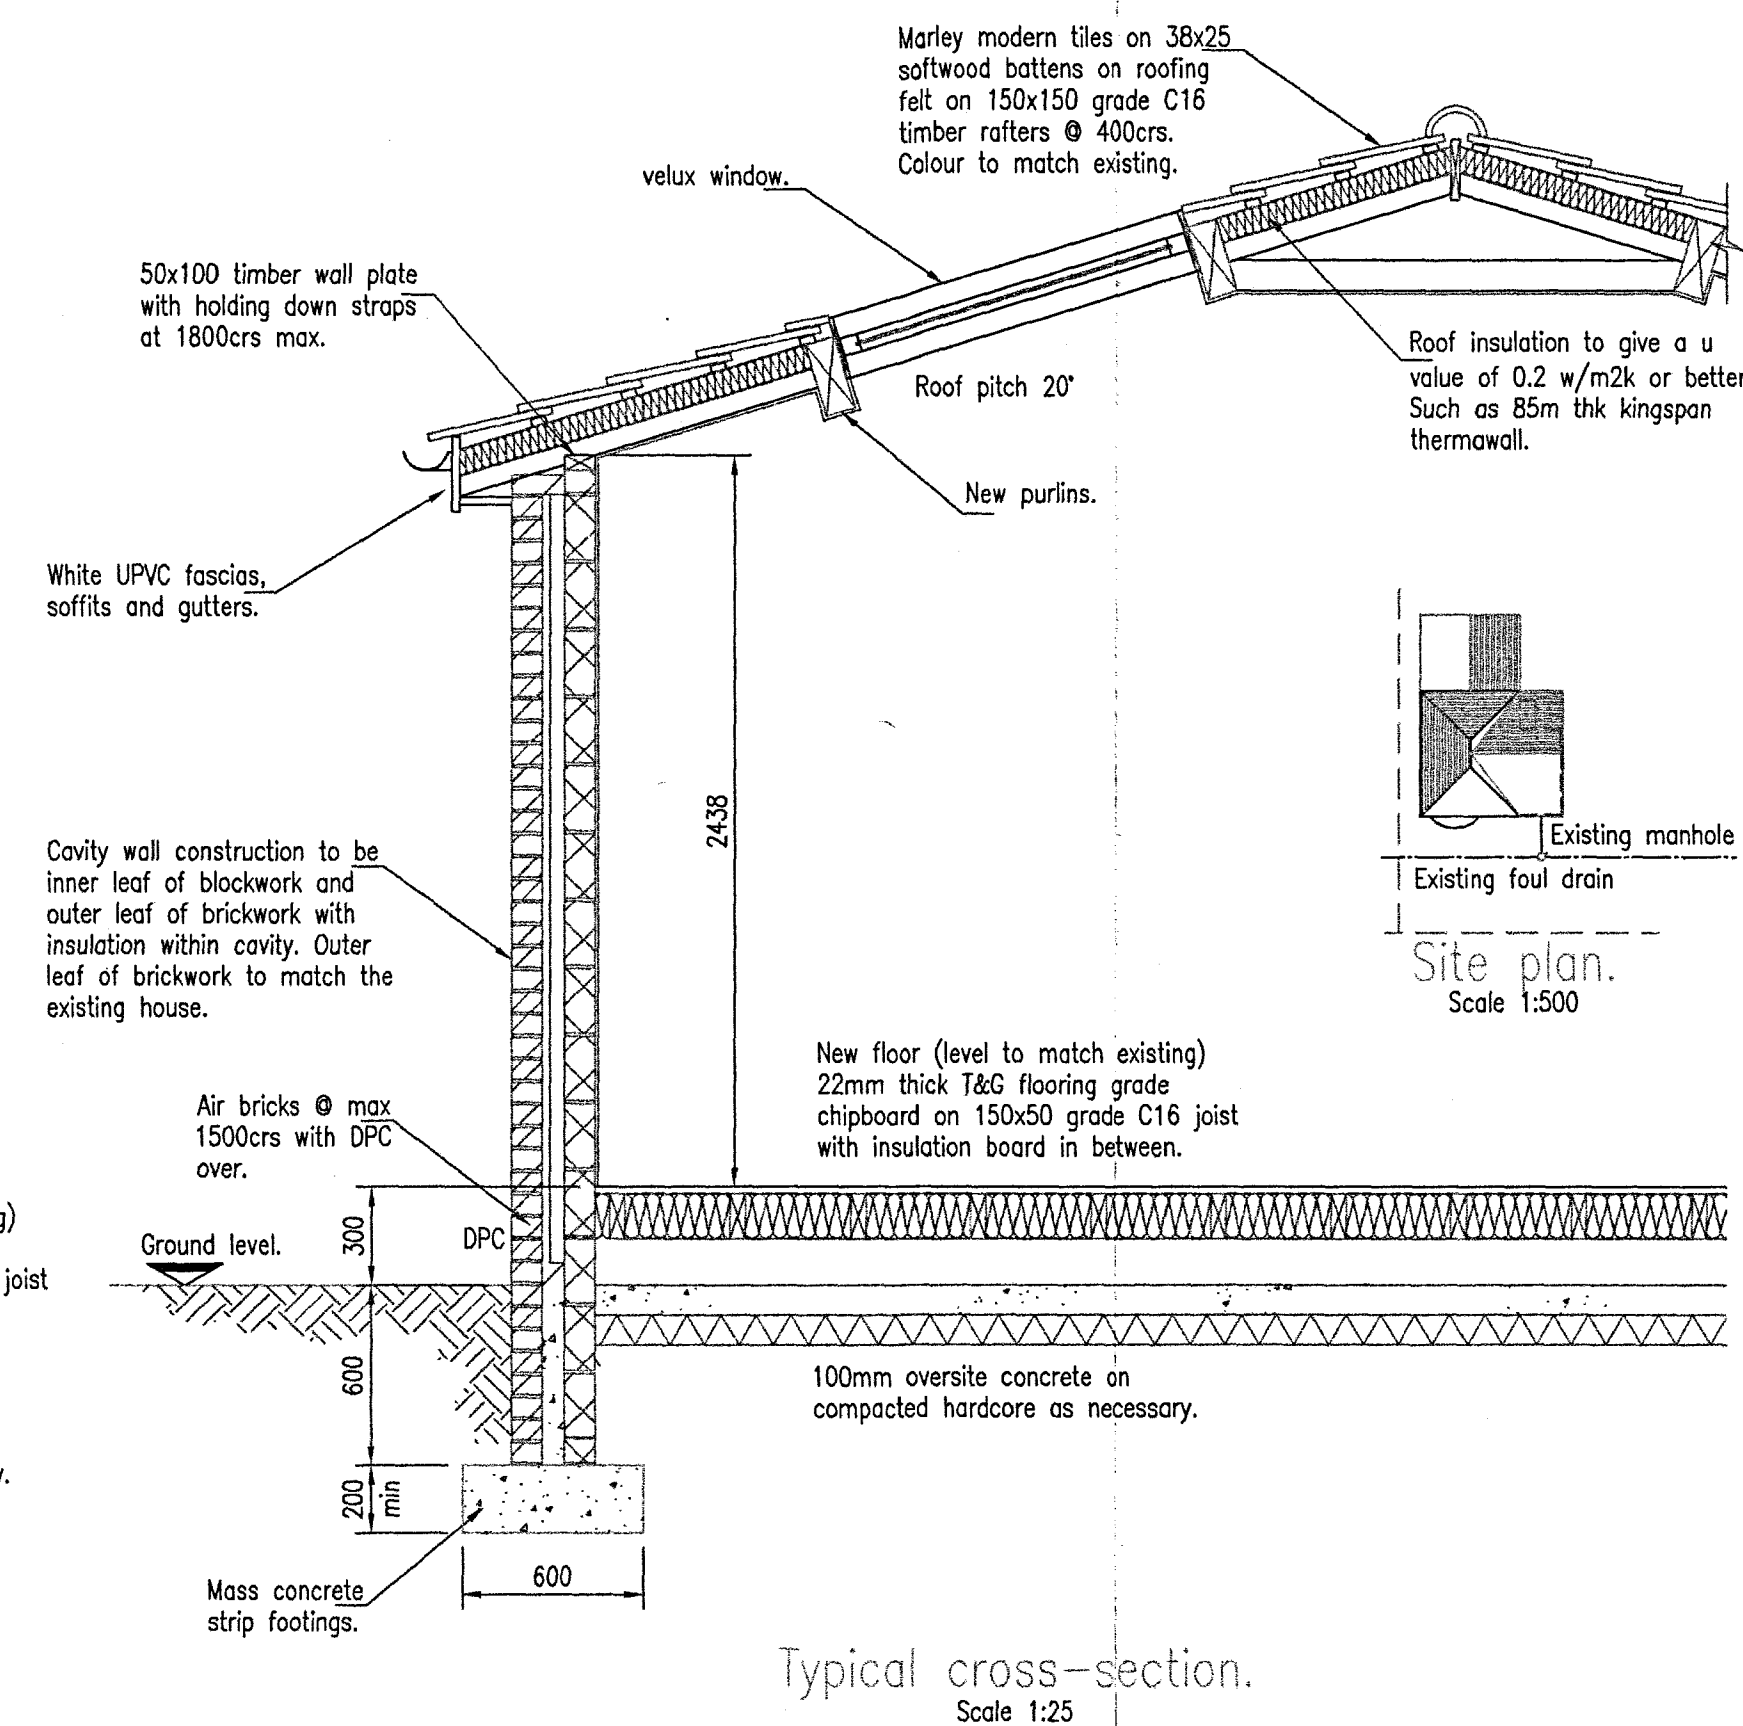 Marley modern tiles on 38x25
softwood battens on roofing
felt on 150x150 grade C16
timber rafters @ 400crs.
Colour to match existing.
velux window.
50x100 timber wall plate
with holding down straps
at 1800crs max.
Roof insulation to give a u
value of 0.2 w/m2k or better
Such as 85m thk kingspan
thermawall.
Roof pitch 20°
New purlins.
White UPVC fascias,
soffits and gutters.
2438
Cavity wall construction to be
inner leaf of blockwork and
outer leaf of brickwork with
insulation within cavity. Outer
leaf of brickwork to match the
existing house.
Existing manhole
Existing foul drain
Site plan.
Scale 1:500
New floor (level to match existing)
22mm thick T&G flooring grade
chipboard on 150x50 grade C16 joist
with insulation board in between.
Air bricks @ max
1500crs with DPC
over.
g)
joist
300
DPC
Ground level.
600
100mm oversite concrete on
compacted hardcore as necessary.
200
min
600
Mass concrete
strip footings.
Typical cross-section.
Scale 1:25